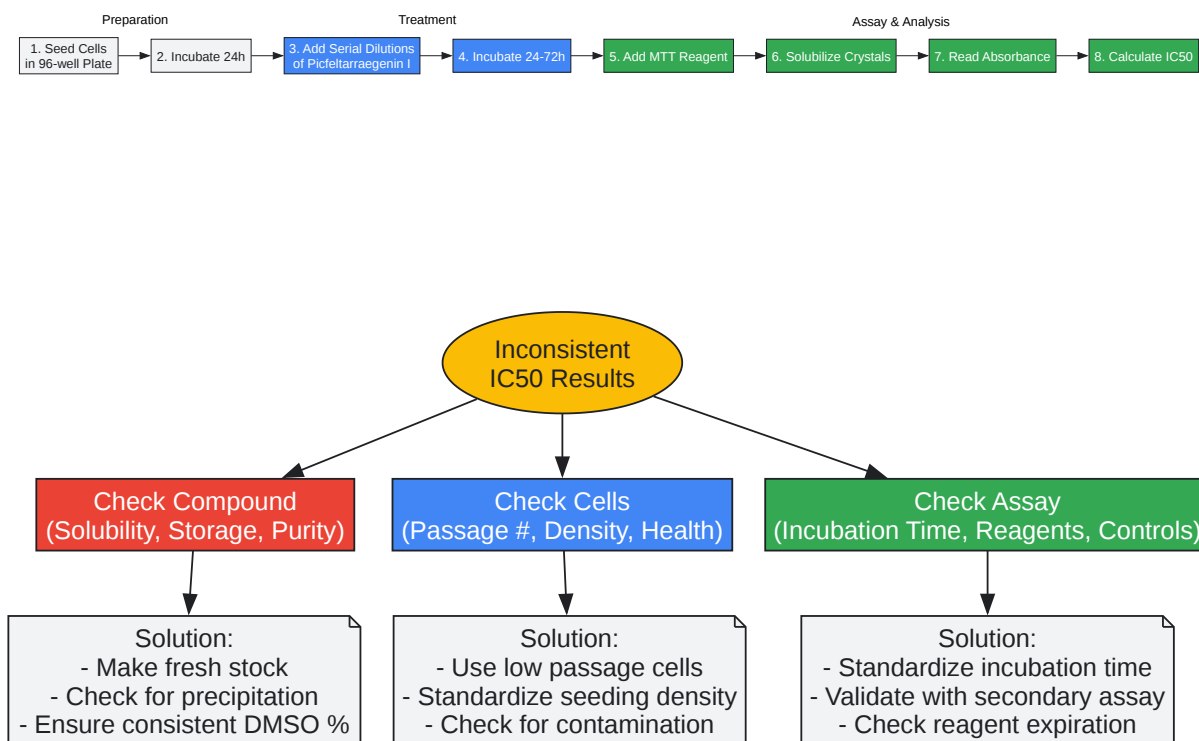 Preparation
Treatment
Assay & Analysis
1. Seed Cells
in 96-well Plate
2. Incubate 24h
3. Add Serial Dilutions
of Picfeltarraegenin I
4. Incubate 24-72h
5. Add MTT Reagent
6. Solubilize Crystals
7. Read Absorbance
8. Calculate IC50
Inconsistent
IC50 Results
Check Compound
(Solubility, Storage, Purity)
Check Cells
(Passage #, Density, Health)
Check Assay
(Incubation Time, Reagents, Controls)
Solution:
- Make fresh stock
- Check for precipitation
- Ensure consistent DMSO %
Solution:
- Use low passage cells
- Standardize seeding density
- Check for contamination
Solution:
- Standardize incubation time
- Validate with secondary assay
- Check reagent expiration